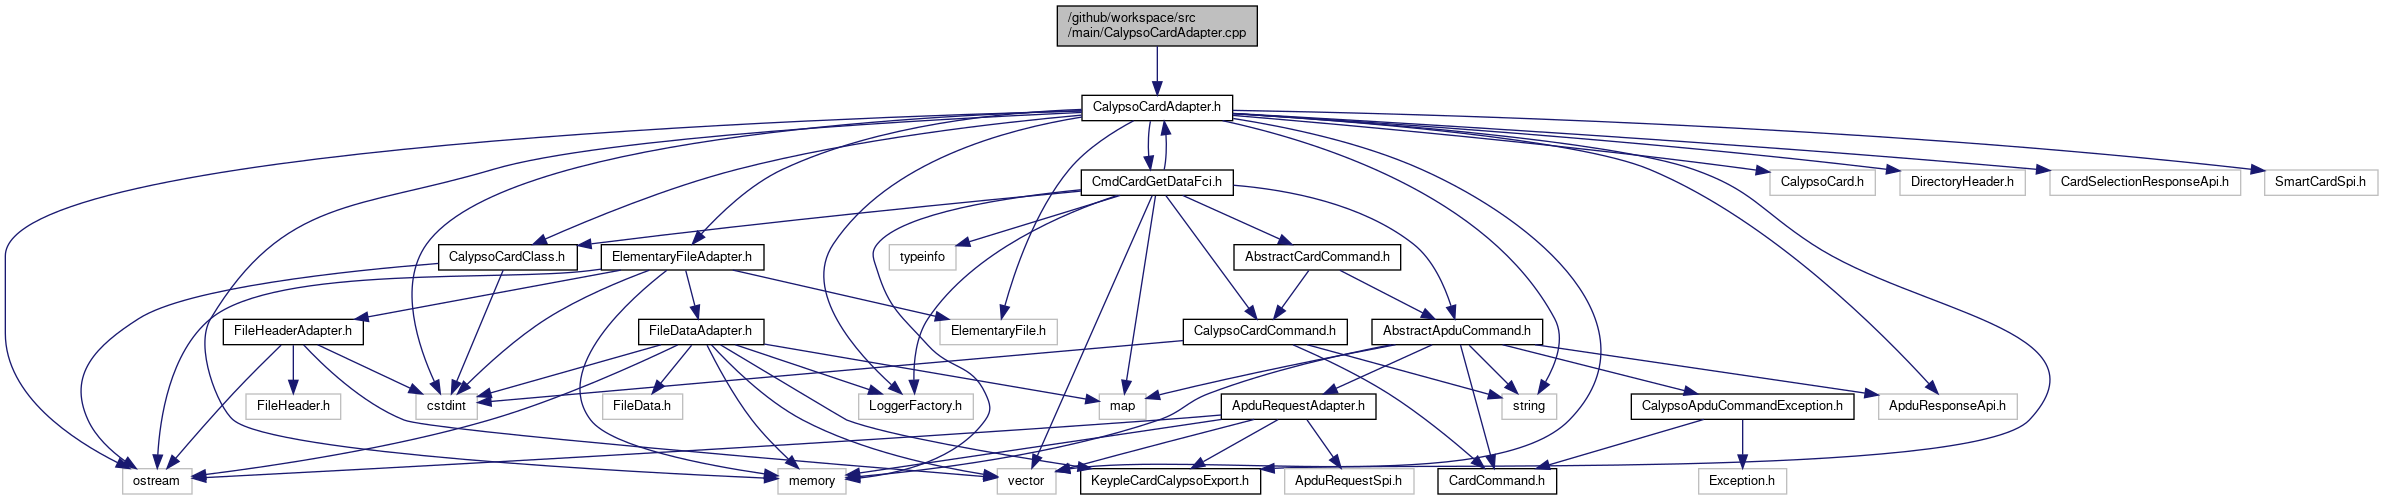 /github/workspace/src
/main/CalypsoCardAdapter.cpp
CalypsoCardAdapter.h
CmdCardGetDataFci.h
CalypsoCard.h
DirectoryHeader.h
CardSelectionResponseApi.h
SmartCardSpi.h
CalypsoCardClass.h
ElementaryFileAdapter.h
typeinfo
AbstractCardCommand.h
FileHeaderAdapter.h
FileDataAdapter.h
ElementaryFile.h
CalypsoCardCommand.h
AbstractApduCommand.h
FileHeader.h
cstdint
FileData.h
LoggerFactory.h
map
ApduRequestAdapter.h
string
CalypsoApduCommandException.h
ApduResponseApi.h
ostream
memory
vector
KeypleCardCalypsoExport.h
ApduRequestSpi.h
CardCommand.h
Exception.h